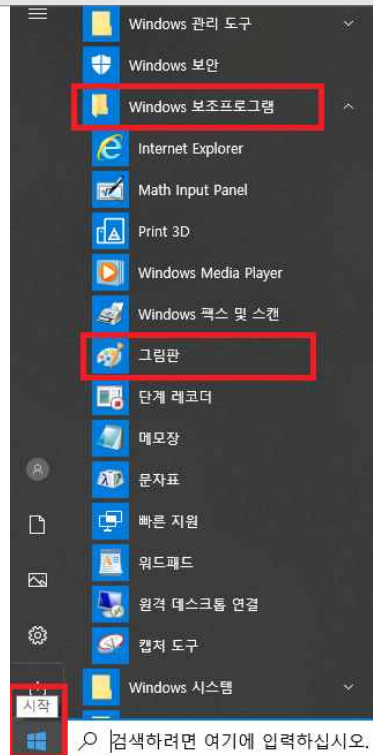 Windows 관리 도구
Windows 보안
Windows 보조프로그램
Internet Explorer
Math Input Panel
Print 3D
Windows Media Player
Windows 팩스 및 스캔
그림판
단계 레코더
메모장
문자표
빠른 지원
워드패드
원격 데스크톱 연결
캡처 도구
Windows 시스템
시작
검색하려면 여기에 입력하십시오.